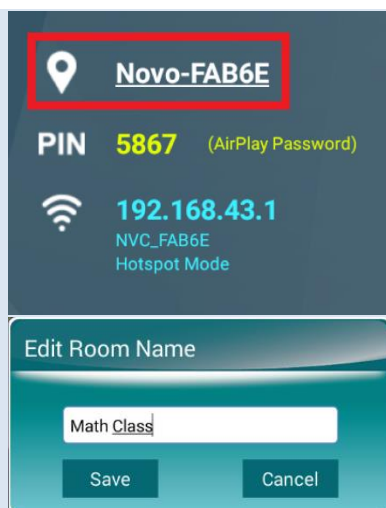 Novo-FAB6E
PIN 5867 (AirPlay Password)
192.168.43.1
NVC_FAB6E
Hotspot Mode
Edit Room Name
Math Class
Save Cancel